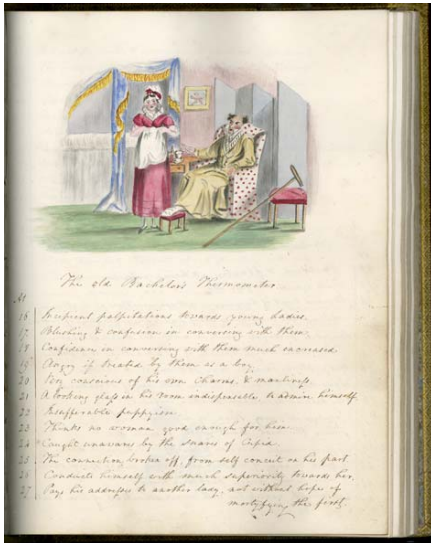 The old Bachelor's Thermometer.
At
16 Incipient palpitations towards young Ladies.
17 Blushing & confusion in conversing with them.
18 Confidence in conversing with them much increased.
19 Angry if treated by them as a boy.
20 Very conscious of his own Charms & manliness.
21 A looking glass in his room indispensable to admire himself.
22 Insufferable puppyism.
23 Thinks no woman good enough for him.
24 Caught unawares by the snares of Cupid.
25 The connection broken off, from self conceit on his part.
26 Conducts himself with much superiority towards her.
27 Pays his addresses to another lady, not without hope of
mortifying the first.